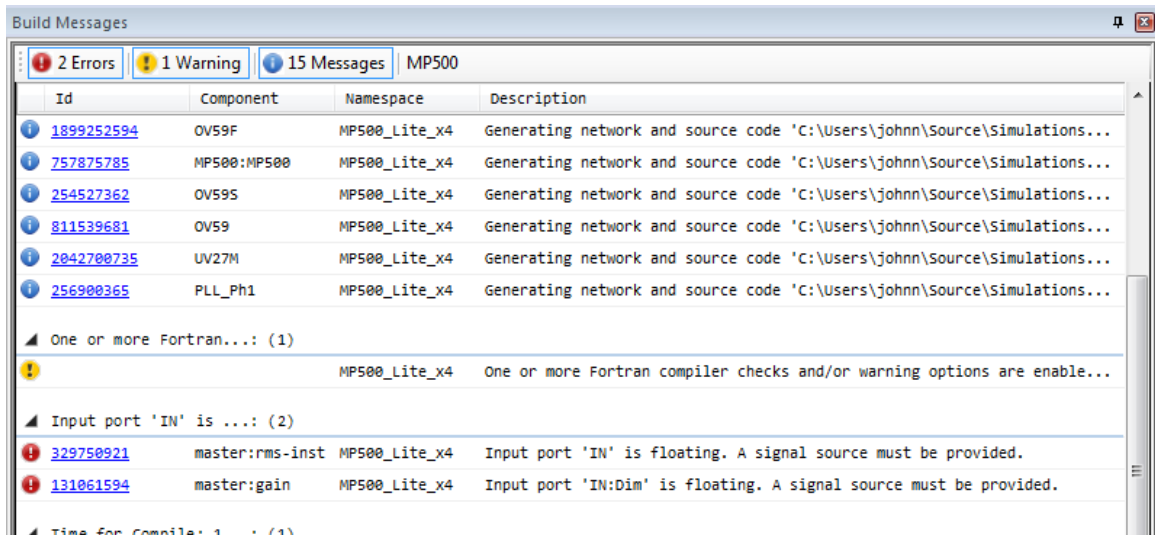 Build Messages
2 Errors 1 Warning 15 Messages MP500
Id Component Namespace Description
1899252594 OV59F MP500_Lite_x4 Generating network and source code 'C:\Users\johnn\Source\Simulations...
757875785 MP500:MP500 MP500_Lite_x4 Generating network and source code 'C:\Users\johnn\Source\Simulations...
254527362 OV59S MP500_Lite_x4 Generating network and source code 'C:\Users\johnn\Source\Simulations...
811539681 OV59 MP500_Lite_x4 Generating network and source code 'C:\Users\johnn\Source\Simulations...
2042700735 UV27M MP500_Lite_x4 Generating network and source code 'C:\Users\johnn\Source\Simulations...
256900365 PLL_Ph1 MP500_Lite_x4 Generating network and source code 'C:\Users\johnn\Source\Simulations...
One or more Fortran...: (1)
MP500_Lite_x4 One or more Fortran compiler checks and/or warning options are enable...
Input port 'IN' is ...: (2)
329750921 master:rms-inst MP500_Lite_x4 Input port 'IN' is floating. A signal source must be provided.
131061594 master:gain MP500_Lite_x4 Input port 'IN:Dim' is floating. A signal source must be provided.
Time for Compile: 1...: (1)